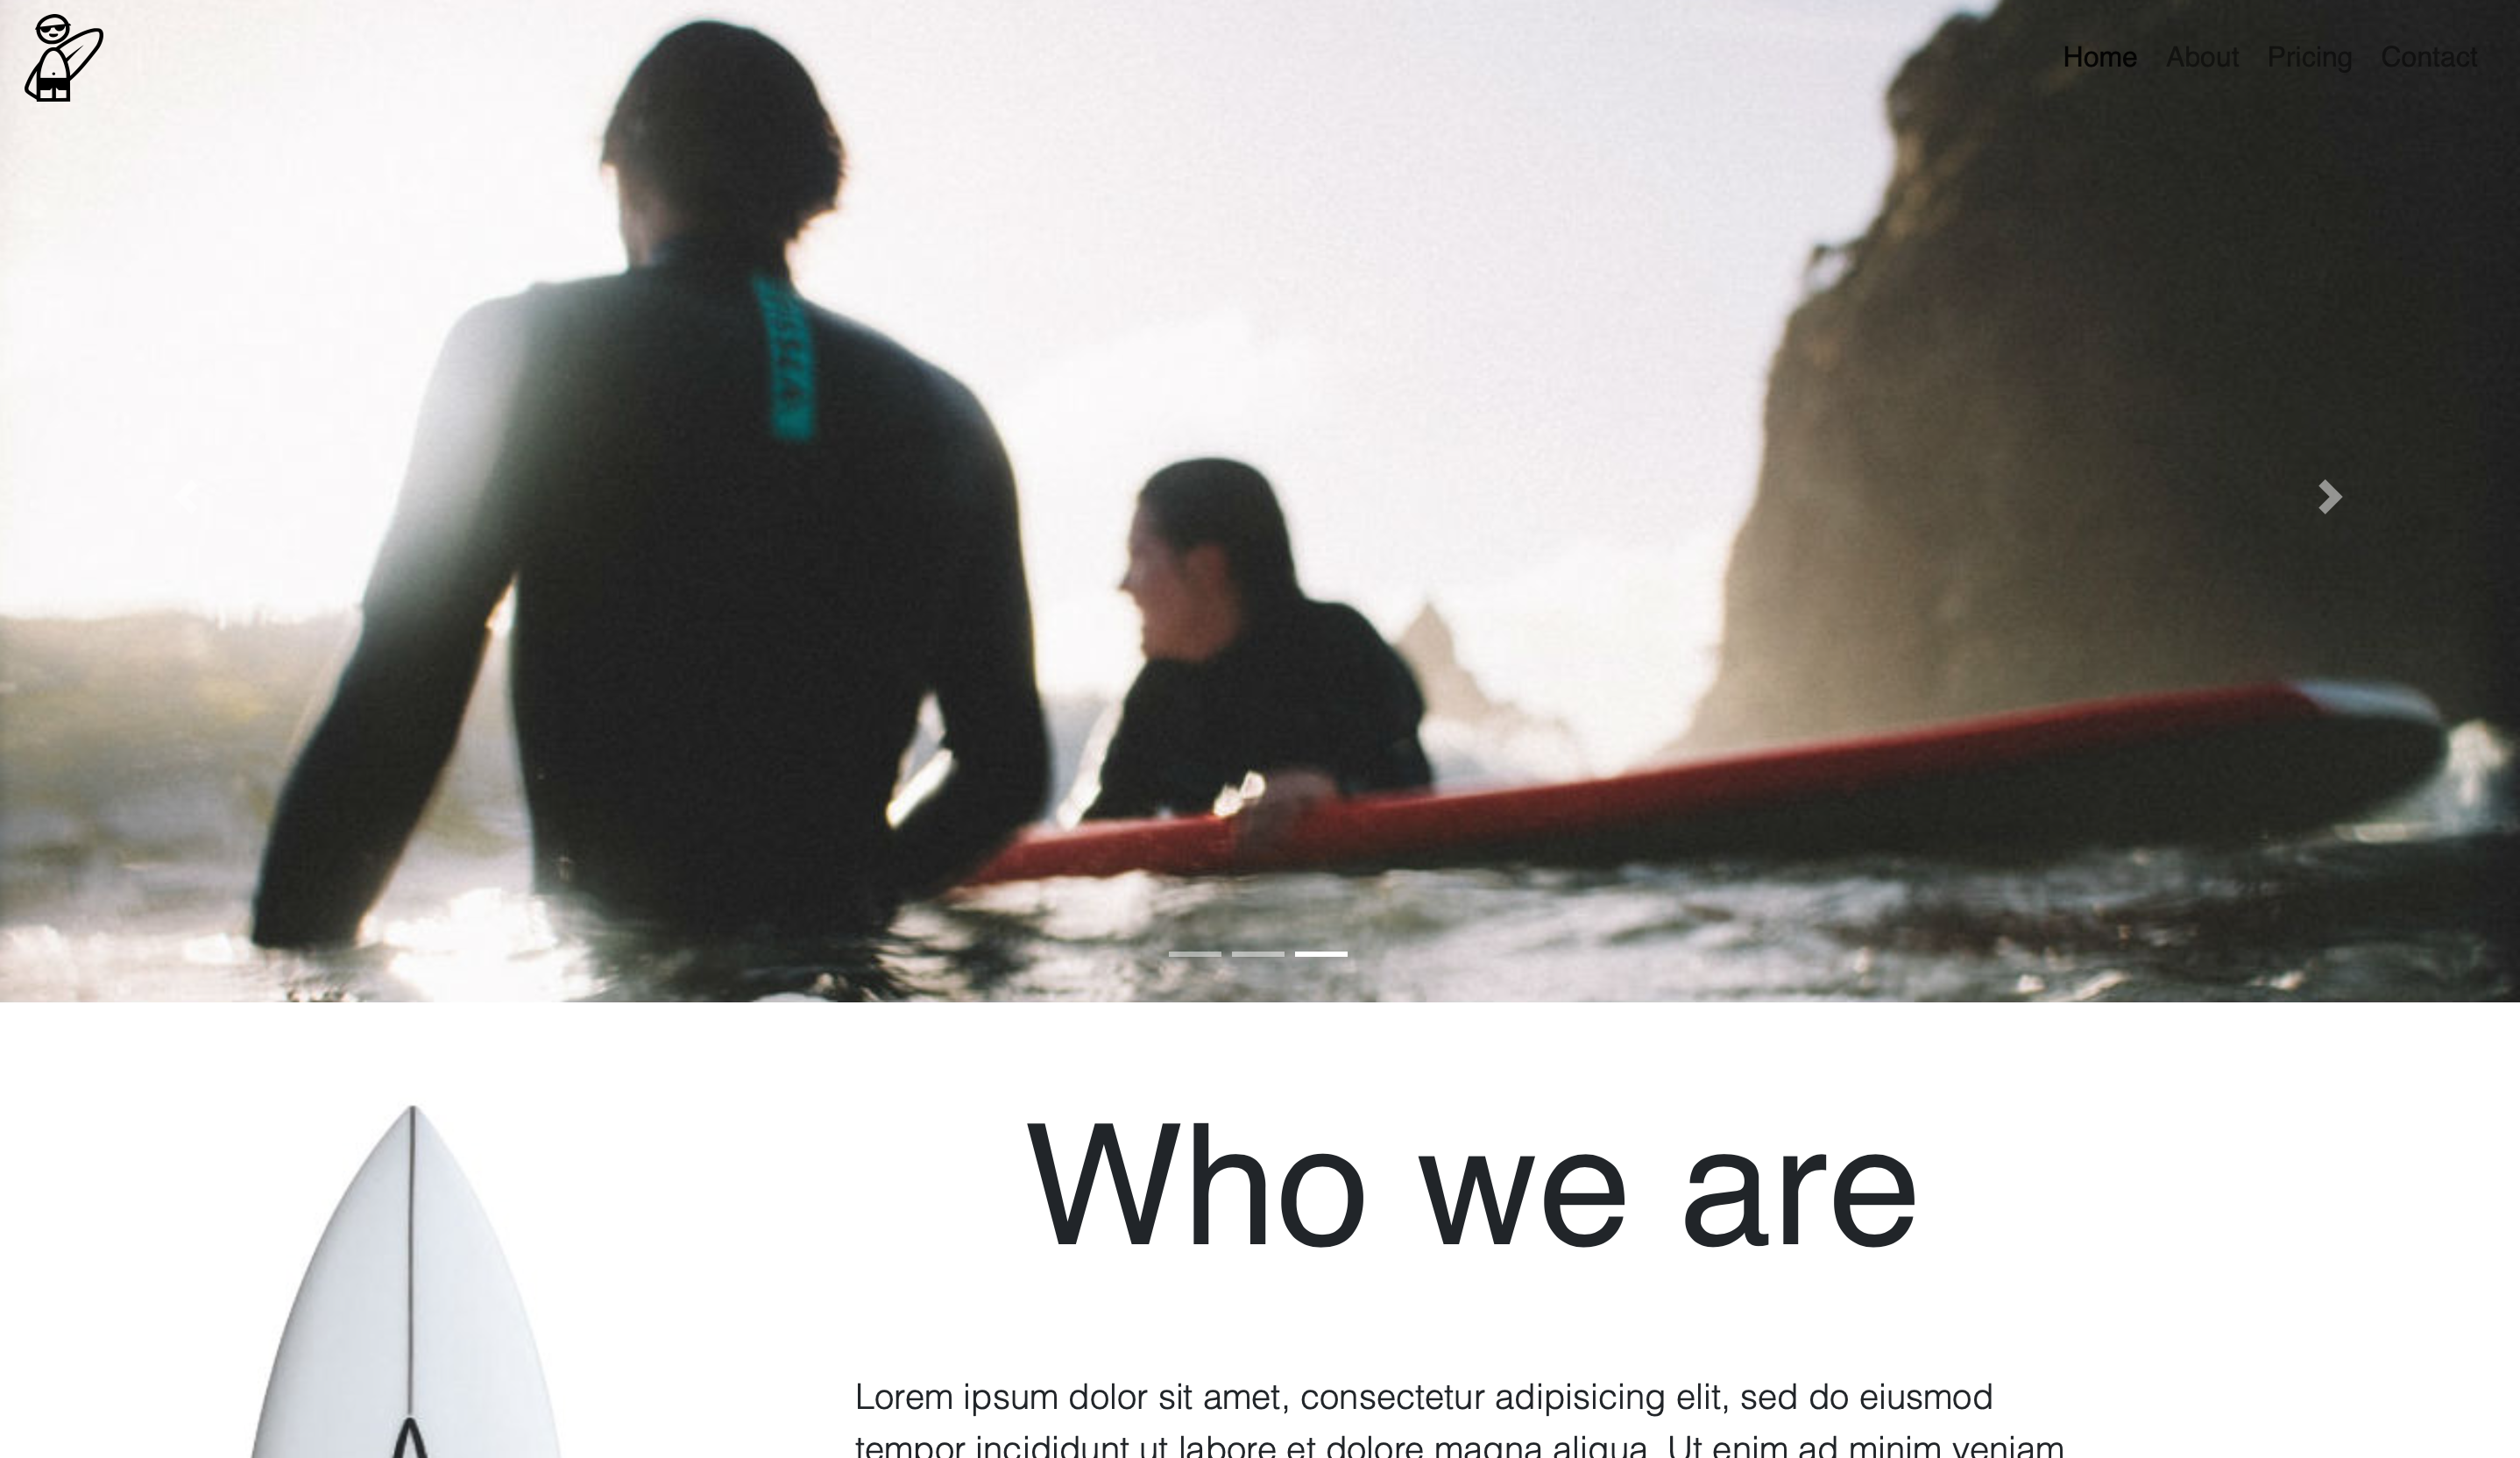 Home About Pricing Contact
Who we are
Lorem ipsum dolor sit amet, consectetur adipisicing elit, sed do eiusmod
tempor incididunt ut labore et dolore magna aliqua. Ut enim ad minim veniam